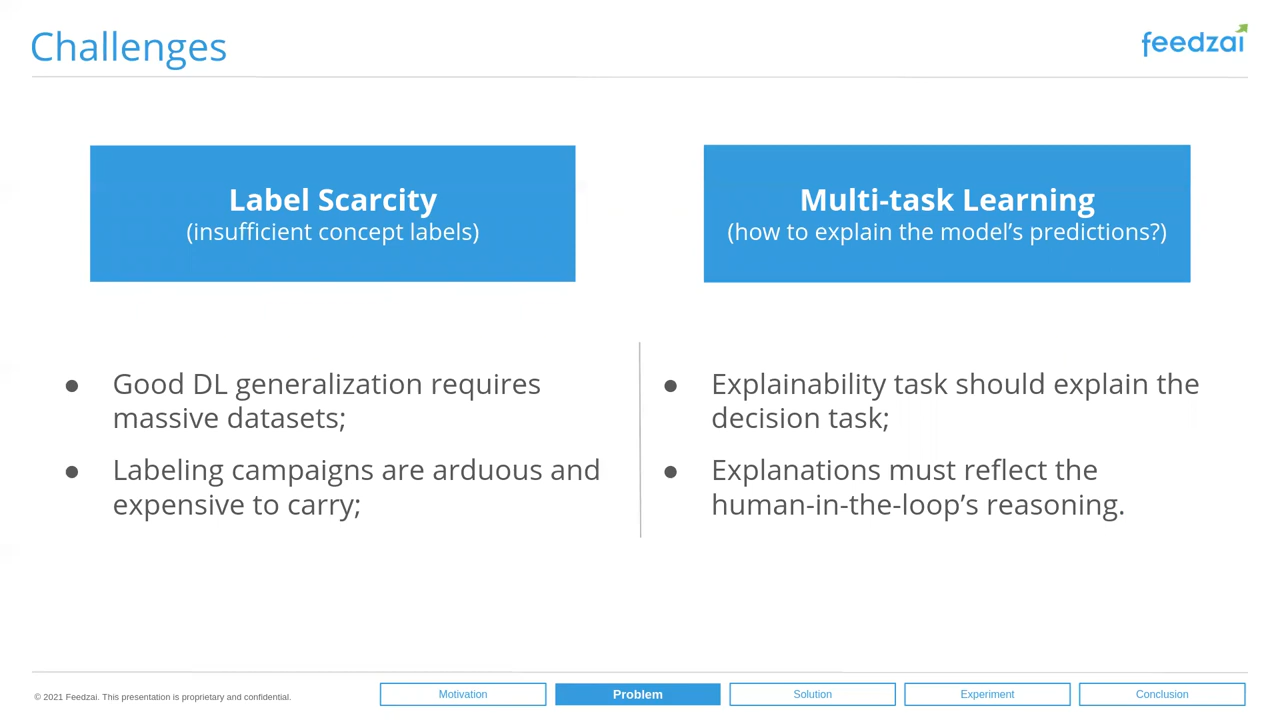 Challenges
feedzai
Label Scarcity
(insufficient concept labels)
Multi-task Learning
(how to explain the model's predictions?)
● Good DL generalization requires
massive datasets;
● Labeling campaigns are arduous and
expensive to carry;
● Explainability task should explain the
decision task;
● Explanations must reflect the
human-in-the-loop's reasoning.
© 2021 Feedzai. This presentation is proprietary and confidential.
Motivation
Problem
Solution
Experiment
Conclusion